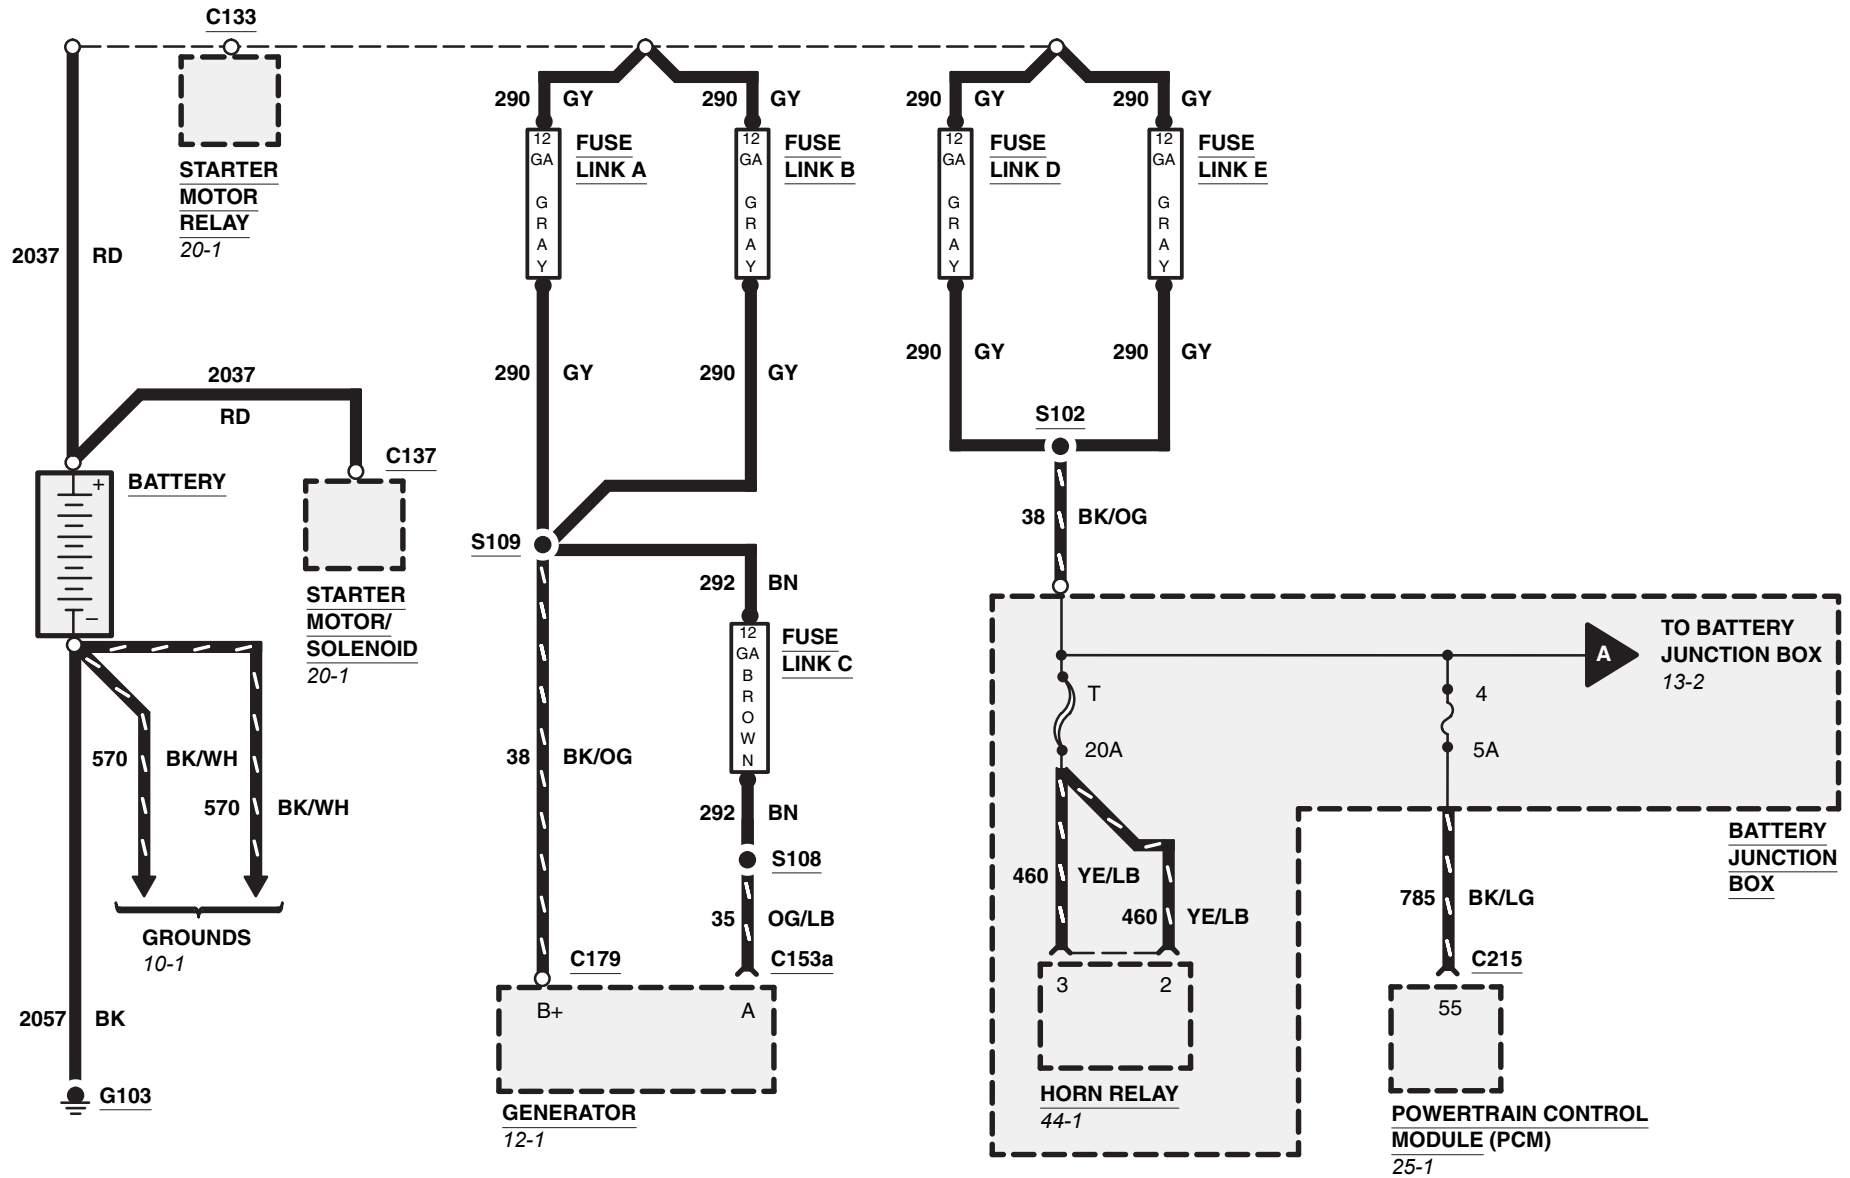 C133
STARTER
MOTOR
RELAY
20-1
2037 RD
2037
RD
C137
BATTERY
+
–
STARTER
MOTOR/
SOLENOID
20-1
570 BK/WH
570 BK/WH
GROUNDS
10-1
2057 BK
G103
290 GY
290 GY
12
GA
G
R
A
Y
FUSE
LINK A
12
GA
G
R
A
Y
FUSE
LINK B
290 GY
290 GY
S109
292 BN
12
GA
B
R
O
W
N
FUSE
LINK C
38 BK/OG
292 BN
S108
35 OG/LB
C179
C153a
B+
A
GENERATOR
12-1
290 GY
290 GY
12
GA
G
R
A
Y
FUSE
LINK D
12
GA
G
R
A
Y
FUSE
LINK E
290 GY
290 GY
S102
38 BK/OG
A
TO BATTERY
JUNCTION BOX
13-2
T
20A
4
5A
BATTERY
JUNCTION
BOX
460 YE/LB
460 YE/LB
3
2
HORN RELAY
44-1
785 BK/LG
C215
55
POWERTRAIN CONTROL
MODULE (PCM)
25-1